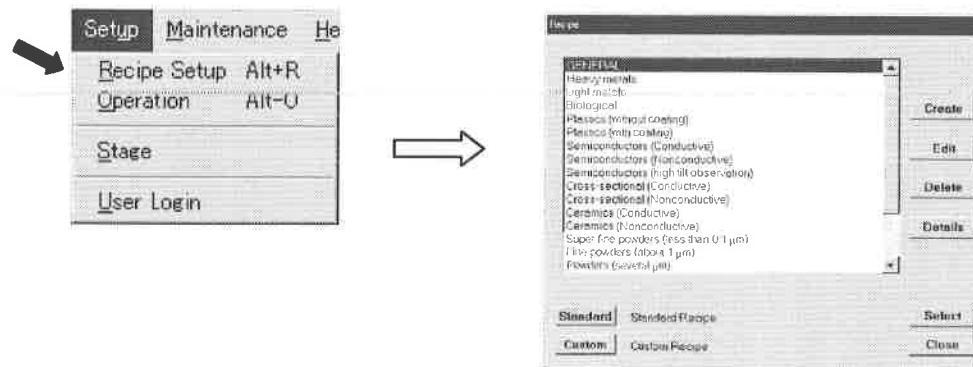 Setup Maintenance He
Recipe Setup Alt+R
Operation Alt-O
Stage
User Login
Recipe
GENERAL
Heavy metals
Light metals
Biological
Plastics (without coating)
Plastics (with coating)
Semiconductors (Conductive)
Semiconductors (Nonconductive)
Semiconductors (high tilt observation)
Cross-sectional (Conductive)
Cross-sectional (Nonconductive)
Ceramics (Conductive)
Ceramics (Nonconductive)
Super fine powders (less than 0.1 μm)
Fine powders (about 1 μm)
Powders (several μm)
Create
Edit
Delete
Details
Standard Standard Recipe
Select
Custom Custom Recipe
Close